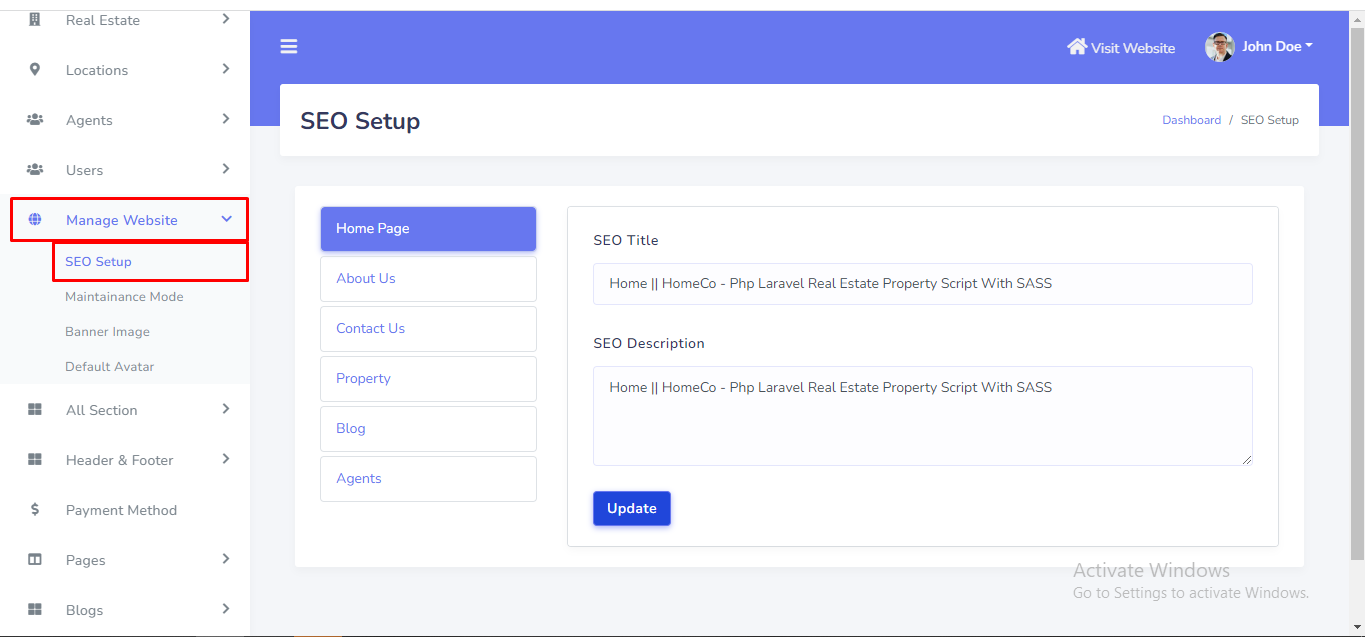 Real Estate
Locations
Agents
Users
Manage Website
SEO Setup
Maintainance Mode
Banner Image
Default Avatar
All Section
Header & Footer
Payment Method
Pages
Blogs
Visit Website
John Doe
SEO Setup
Dashboard / SEO Setup
Home Page
About Us
Contact Us
Property
Blog
Agents
SEO Title
Home || HomeCo - Php Laravel Real Estate Property Script With SASS
SEO Description
Home || HomeCo - Php Laravel Real Estate Property Script With SASS
Update
Activate Windows
Go to Settings to activate Windows.